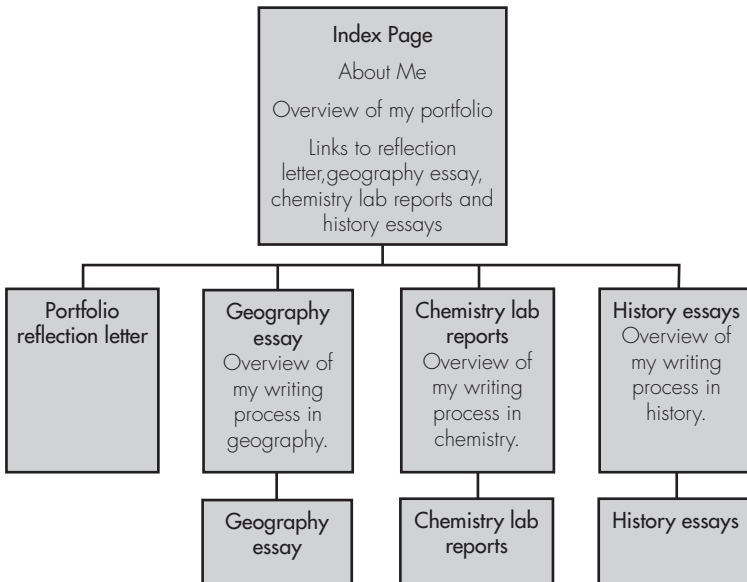 Index Page
About Me
Overview of my portfolio
Links to reflection
letter,geography essay,
chemistry lab reports and
history essays
Portfolio
reflection letter
Geography
essay
Overview of
my writing
process in
geography.
Chemistry lab
reports
Overview of
my writing
process in
chemistry.
History essays
Overview of
my writing
process in
history.
Geography
essay
Chemistry lab
reports
History essays